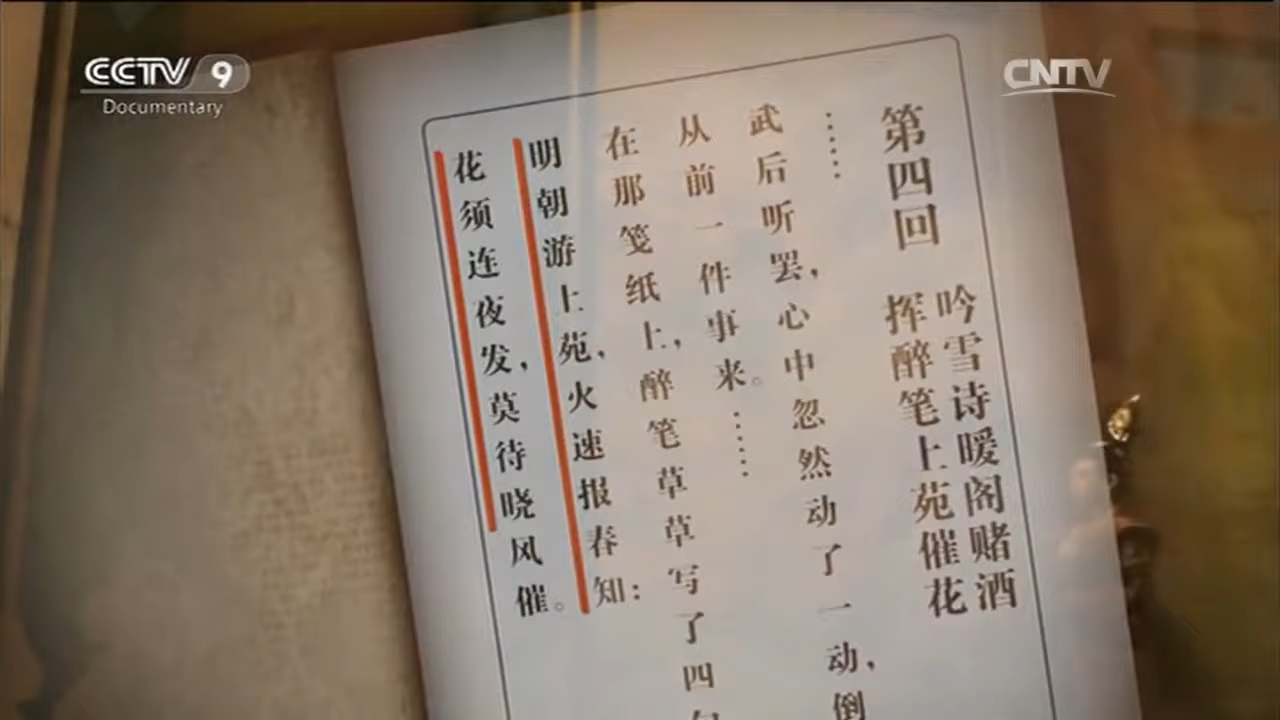 CCTV 9
Documentary
CNTV
第四回
吟雪诗暖阁赌酒
挥醉笔上苑催花
……
武后听罢，心中忽然动了一动，倒
从前一件事来。……
在那笺纸上，醉笔草草写了四句
明朝游上苑，火速报春知：
花须连夜发，莫待晓风催。